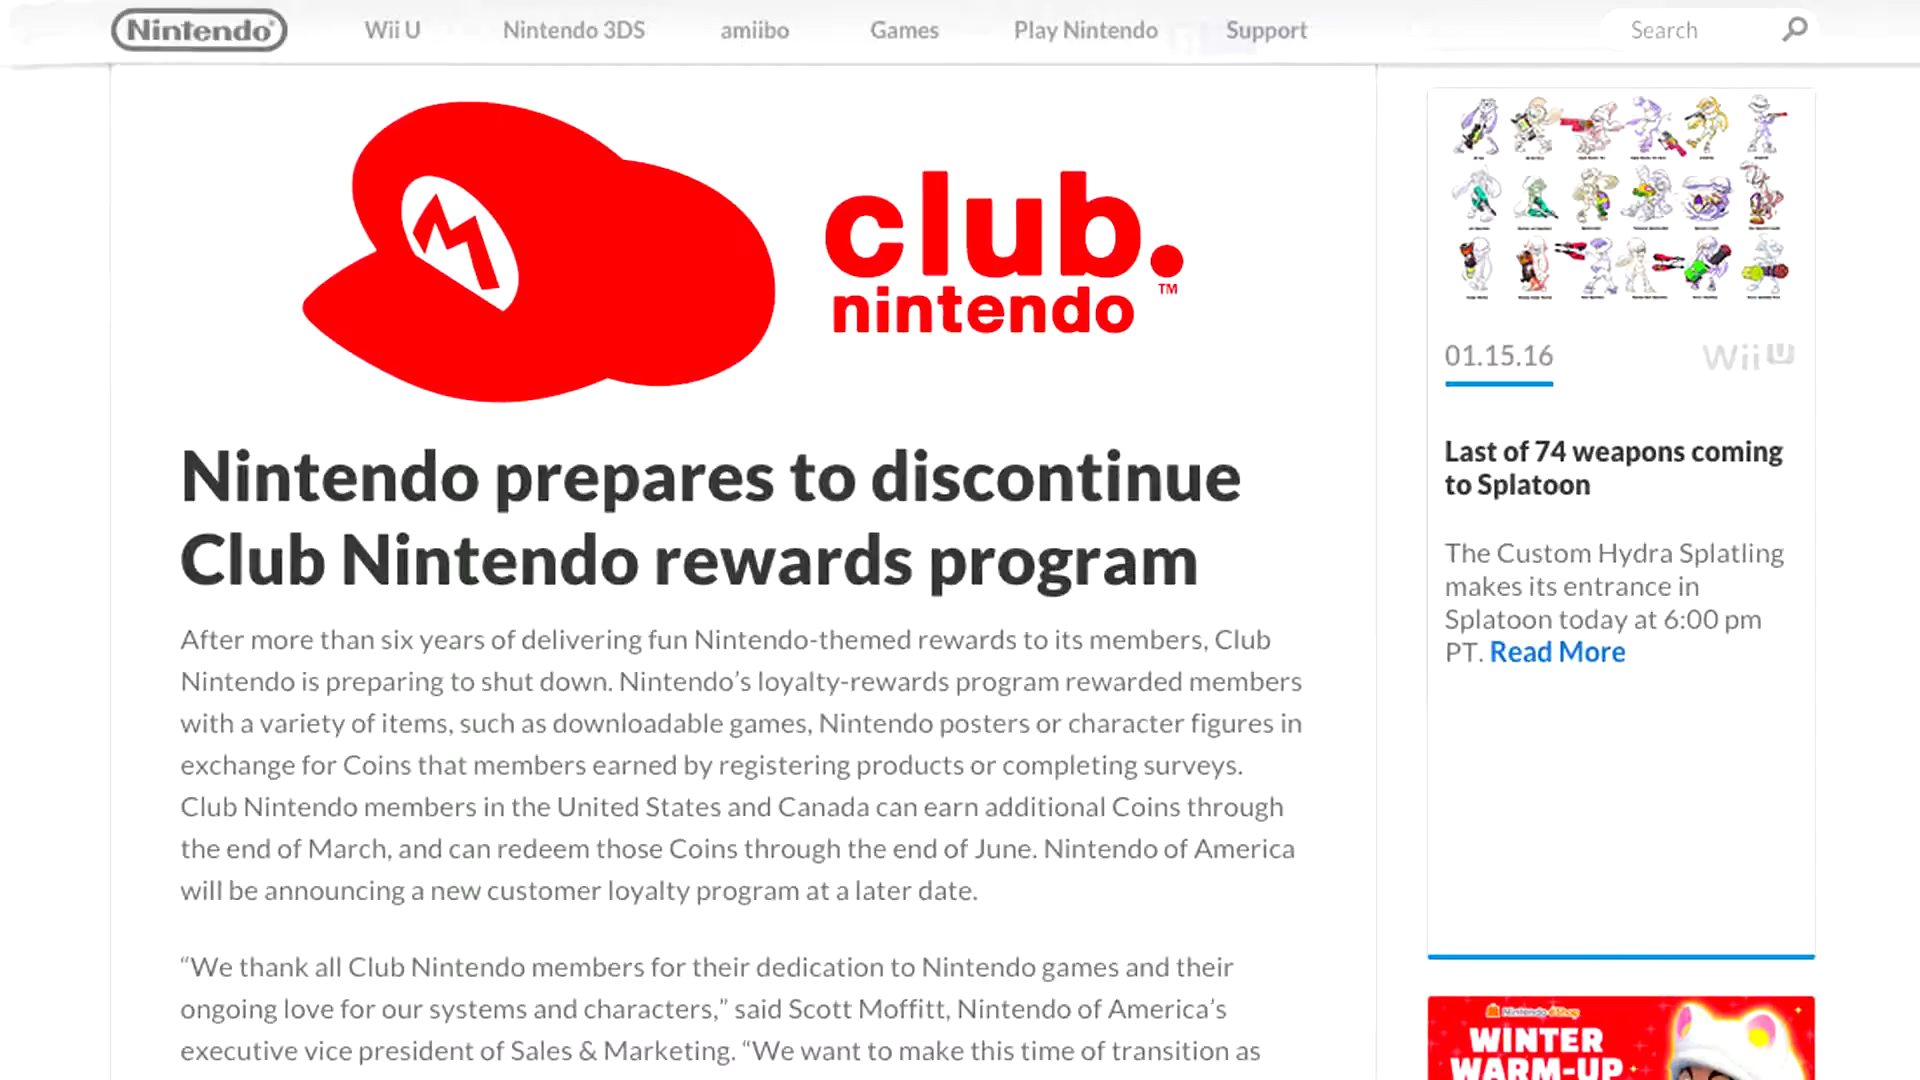 Nintendo®
Wii U
Nintendo 3DS
amiibo
Games
Play Nintendo
Support
Search
club.
nintendo
TM
Nintendo prepares to discontinue
Club Nintendo rewards program
After more than six years of delivering fun Nintendo-themed rewards to its members, Club
Nintendo is preparing to shut down. Nintendo’s loyalty-rewards program rewarded members
with a variety of items, such as downloadable games, Nintendo posters or character figures in
exchange for Coins that members earned by registering products or completing surveys.
Club Nintendo members in the United States and Canada can earn additional Coins through
the end of March, and can redeem those Coins through the end of June. Nintendo of America
will be announcing a new customer loyalty program at a later date.
“We thank all Club Nintendo members for their dedication to Nintendo games and their
ongoing love for our systems and characters,” said Scott Moffitt, Nintendo of America’s
executive vice president of Sales & Marketing. “We want to make this time of transition as
01.15.16
Wii U
Last of 74 weapons coming
to Splatoon
The Custom Hydra Splatling
makes its entrance in
Splatoon today at 6:00 pm
PT. Read More
Nintendo eShop
WINTER
WARM-UP